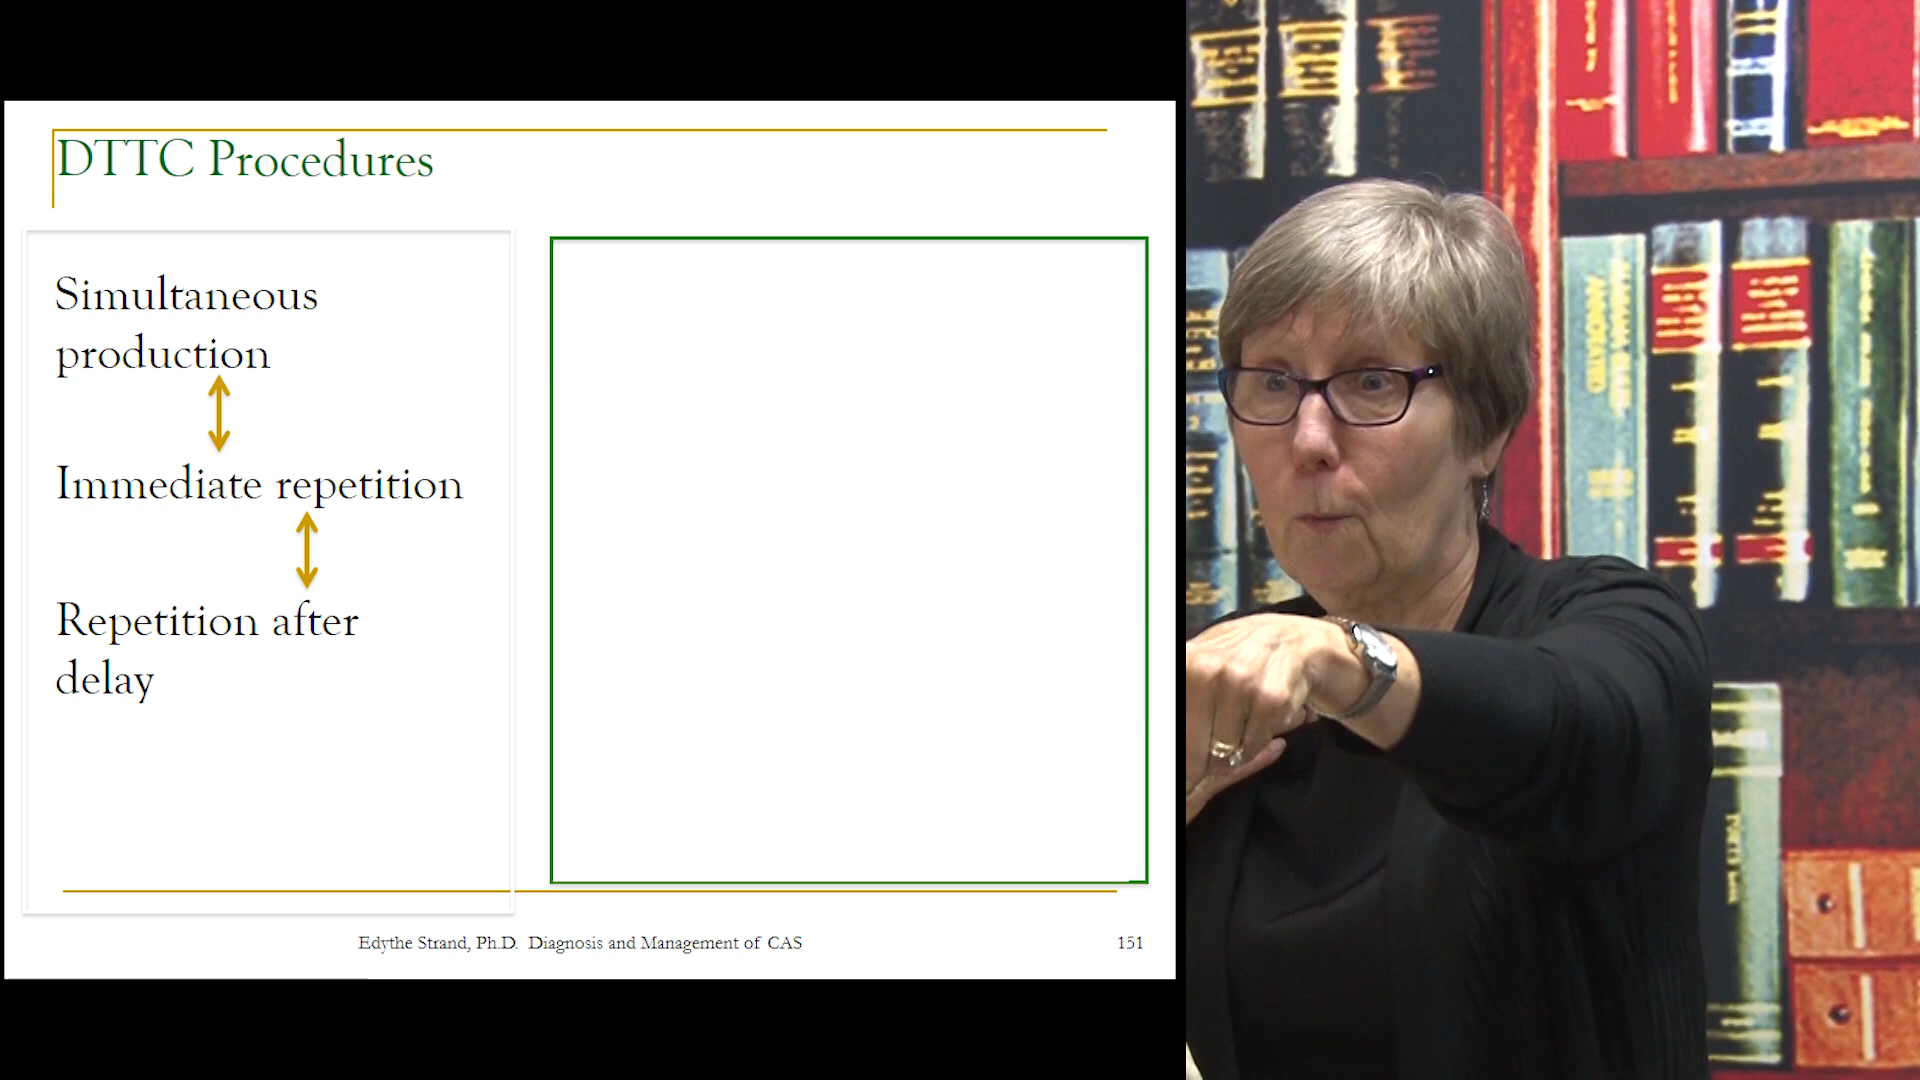 DTTC Procedures
Simultaneous
production
Immediate repetition
Repetition after
delay
Edythe Strand, Ph.D. Diagnosis and Management of CAS
151